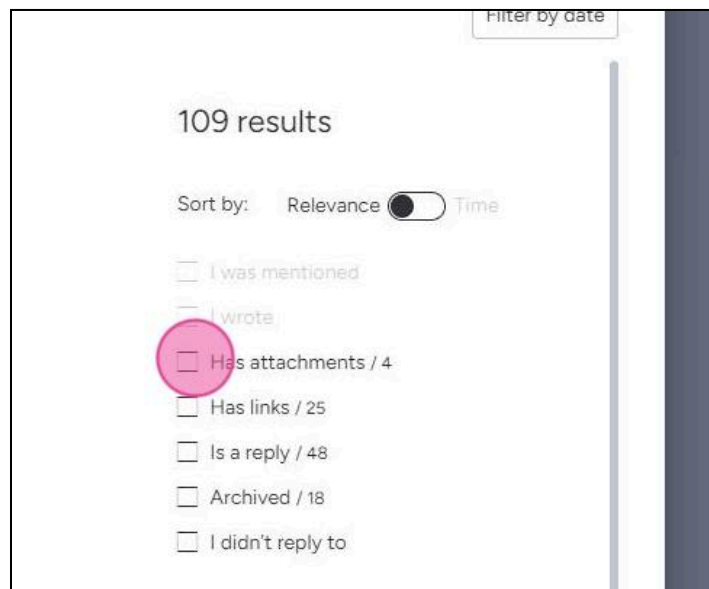 Filter by date
109 results
Sort by: Relevance Time
I was mentioned
I wrote
Has attachments / 4
Has links / 25
Is a reply / 48
Archived / 18
I didn't reply to